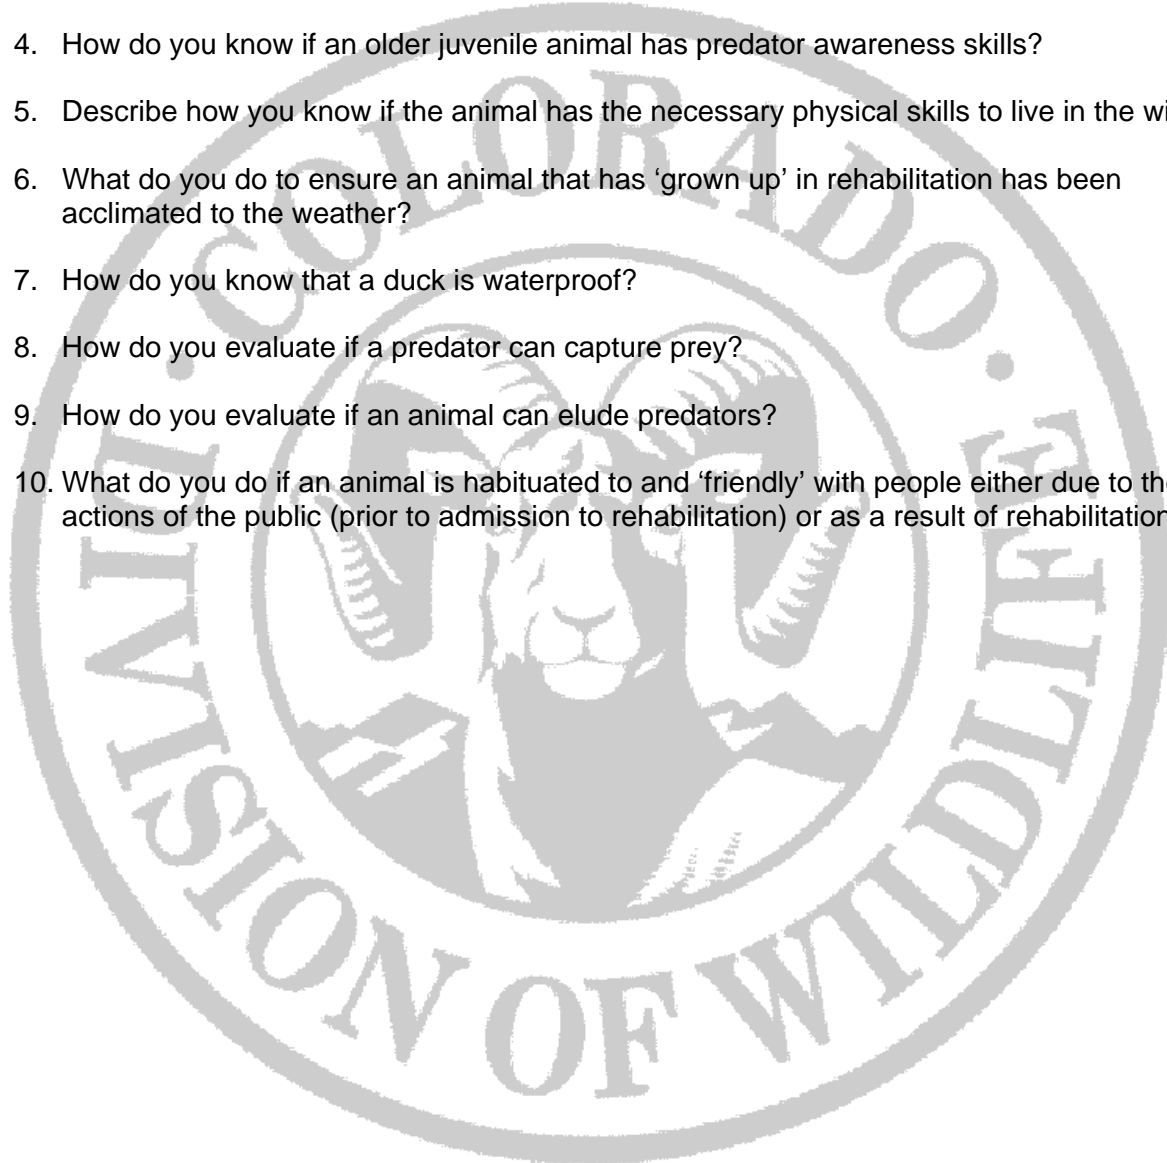 4. How do you know if an older juvenile animal has predator awareness skills?
5. Describe how you know if the animal has the necessary physical skills to live in the wi
6. What do you do to ensure an animal that has ‘grown up’ in rehabilitation has been
acclimated to the weather?
7. How do you know that a duck is waterproof?
8. How do you evaluate if a predator can capture prey?
9. How do you evaluate if an animal can elude predators?
10. What do you do if an animal is habituated to and ‘friendly’ with people either due to the
actions of the public (prior to admission to rehabilitation) or as a result of rehabilitation
COLORADO
DIVISION OF WILDLIFE